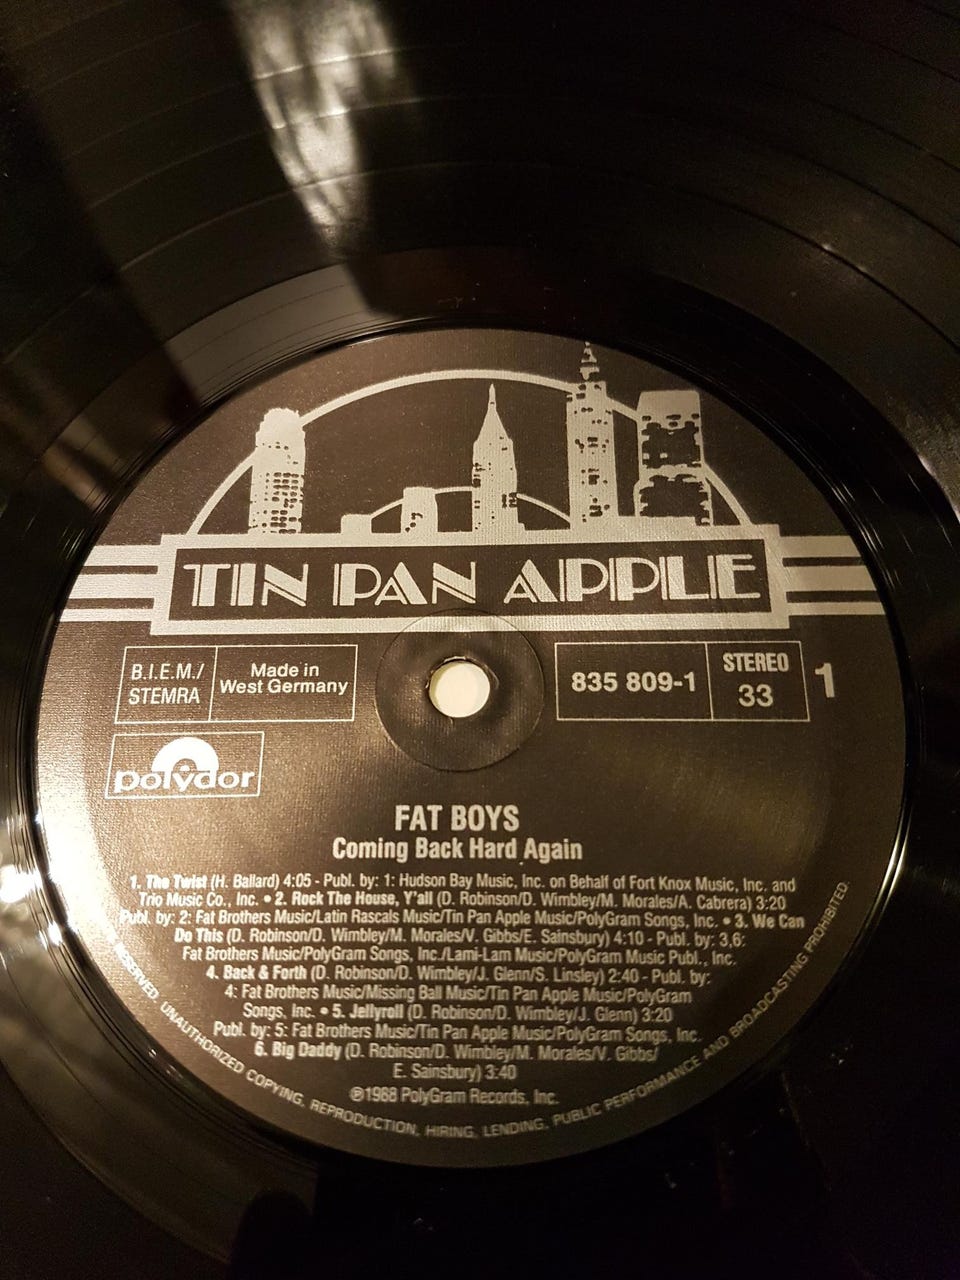 TIN PAN APPLE
B.I.E.M./
STEMRA
Made in
West Germany
835 809-1
STEREO
33
1
polydor
FAT BOYS
Coming Back Hard Again
1. The Twist (H. Ballard) 4:05 - Publ. by: 1: Hudson Bay Music, Inc. on Behalf of Fort Knox Music, Inc. and
Trio Music Co., Inc. • 2. Rock The House, Y'all (D. Robinson/D. Wimbley/M. Morales/A. Cabrera) 3:20
Publ. by: 2: Fat Brothers Music/Latin Rascals Music/Tin Pan Apple Music/PolyGram Songs, Inc. • 3. We Can
Do This (D. Robinson/D. Wimbley/M. Morales/V. Gibbs/E. Sainsbury) 4:10 - Publ. by: 3,6:
Fat Brothers Music/PolyGram Songs, Inc./Lami-Lam Music/PolyGram Music Publ., Inc.
4. Back & Forth (D. Robinson/D. Wimbley/J. Glenn/S. Linsley) 2:40 - Publ. by:
4: Fat Brothers Music/Missing Ball Music/Tin Pan Apple Music/PolyGram
Songs, Inc. • 5. Jellyroll (D. Robinson/D. Wimbley/J. Glenn) 3:20
Publ. by: 5: Fat Brothers Music/Tin Pan Apple Music/PolyGram Songs, Inc.
6. Big Daddy (D. Robinson/D. Wimbley/M. Morales/V. Gibbs/
E. Sainsbury) 3:40
℗1988 PolyGram Records, Inc.
RESERVED. UNAUTHORIZED COPYING, REPRODUCTION, HIRING, LENDING, PUBLIC PERFORMANCE AND BROADCASTING PROHIBITED.